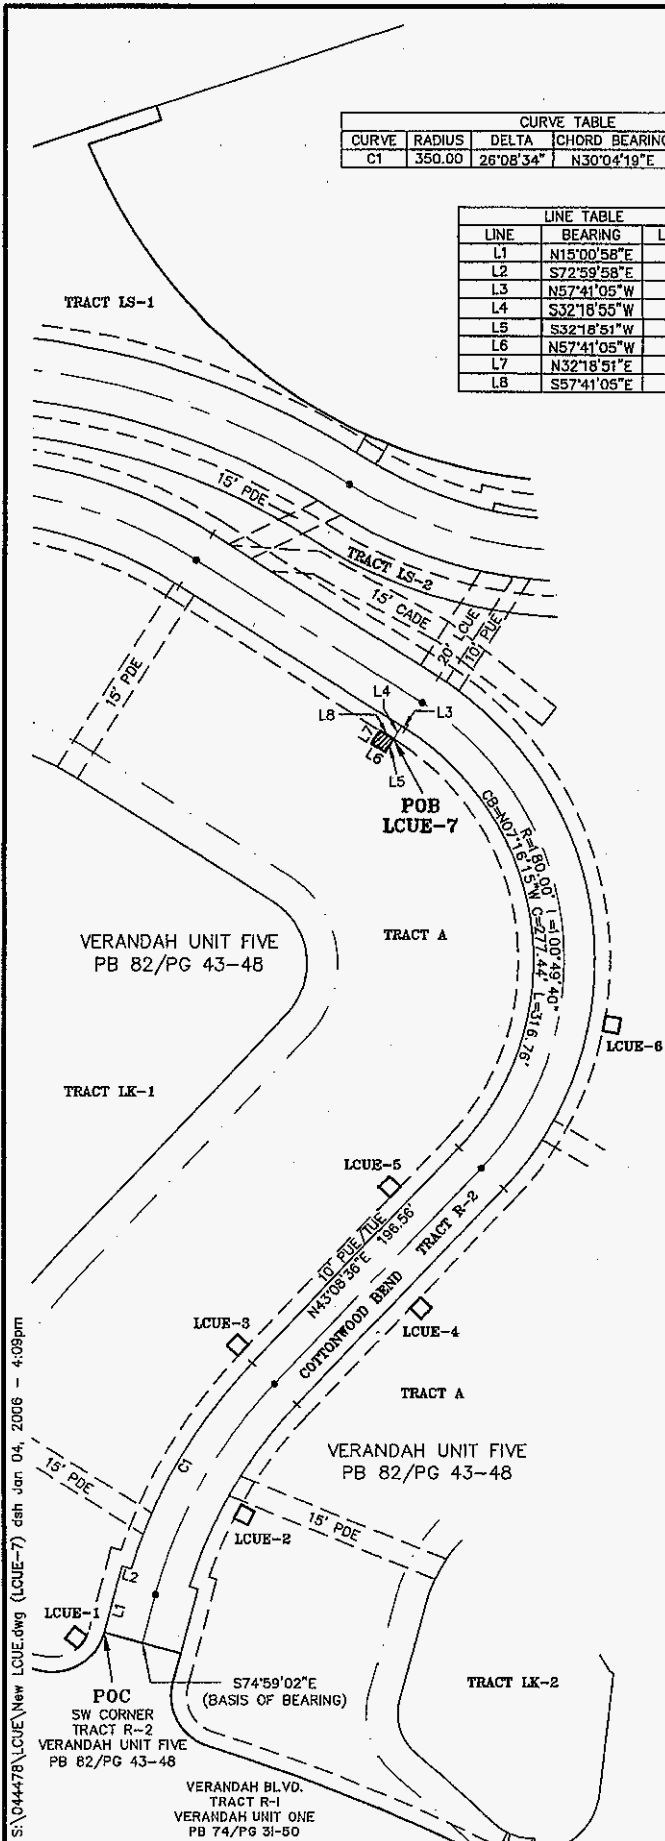 CURVE TABLE
CURVE RADIUS DELTA CHORD BEARING
C1 350.00 26°08'34" N30°04'19"E
LINE TABLE
LINE BEARING L
L1 N15°00'58"E
L2 S72°59'58"E
L3 N57°41'05"W
L4 S32°18'55"W
L5 S32°18'51"W
L6 N57°41'05"W
L7 N32°18'51"E
L8 S57°41'05"E
TRACT LS-1
15' PDE
TRACT LS-2
15' CADE
20' LCUE
10' PUE
15' PDE
L4
L8
L3
L7
L6
L5
POB
LCUE-7
R=180.00' I=100°49'40"
CB=N07°16'15"W C=277.44' L=316.76'
VERANDAH UNIT FIVE
PB 82/PG 43-48
TRACT A
LCUE-6
TRACT LK-1
LCUE-5
10' PUE/TUE
N43°08'36"E 196.56'
COTTONWOOD BEND TRACT R-2
LCUE-3
LCUE-4
TRACT A
VERANDAH UNIT FIVE
PB 82/PG 43-48
15' PDE
C1
15' PDE
LCUE-2
L2
L1
LCUE-1
POC
SW CORNER
TRACT R-2
VERANDAH UNIT FIVE
PB 82/PG 43-48
S74°59'02"E
(BASIS OF BEARING)
TRACT LK-2
VERANDAH BLVD.
TRACT R-1
VERANDAH UNIT ONE
PB 74/PG 31-50
S:\044478\LCUE\New LCUE.dwg (LCUE-7) dsh Jan 04, 2006 - 4:09pm